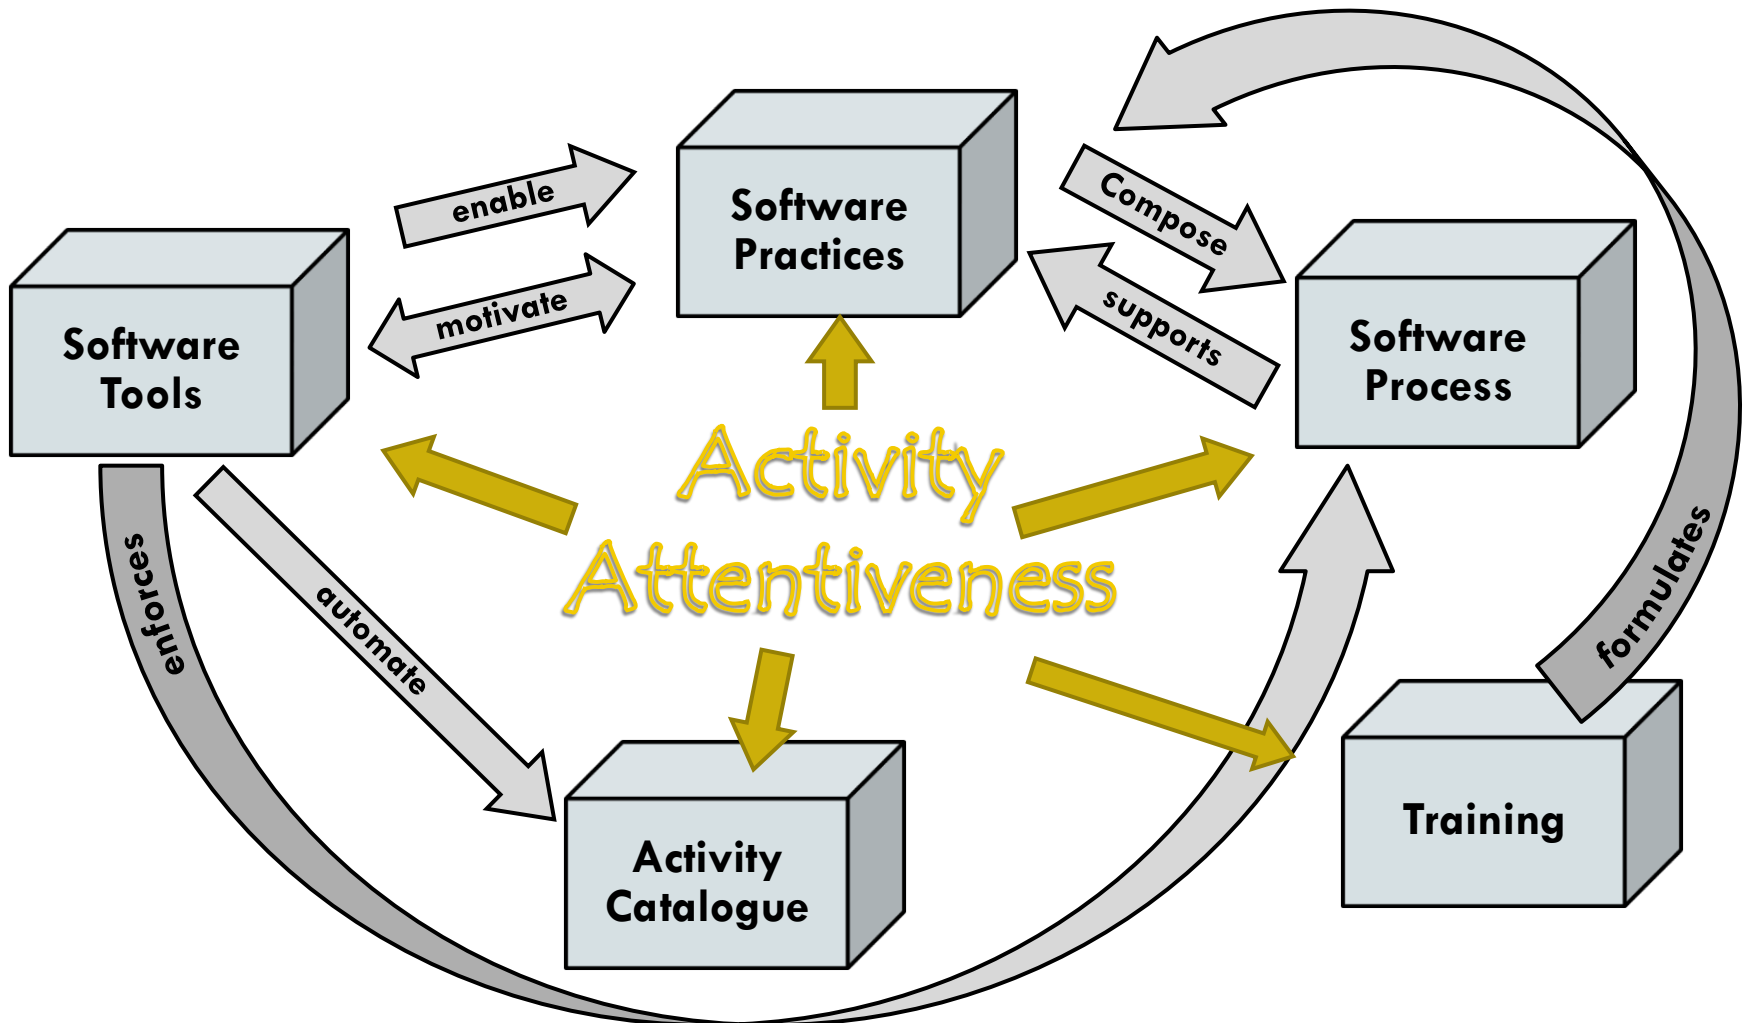 enable
Software
Practices
Compose
motivate
supports
Software
Tools
Software
Process
Activity
Attentiveness
enforces
automate
formulates
Activity
Catalogue
Training